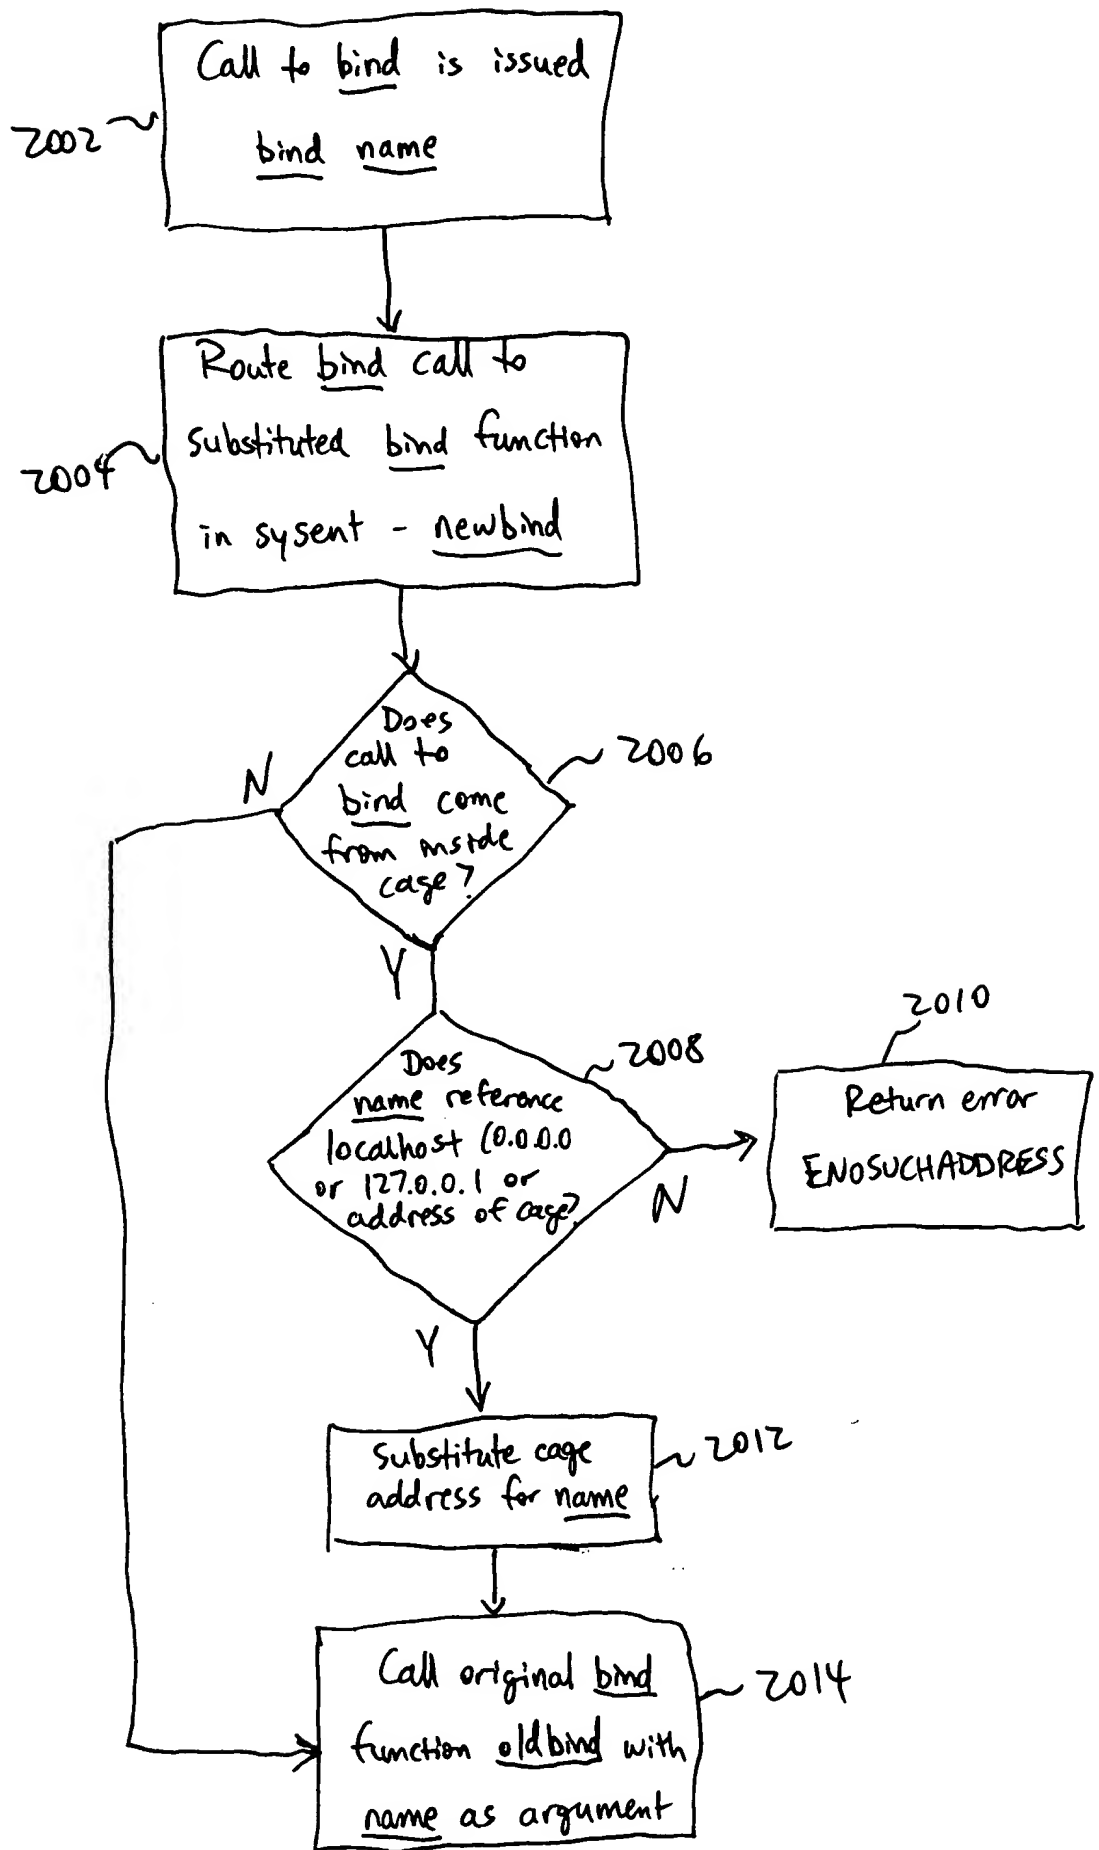 Call to bind is issued
bind name
2002
Route bind call to
substituted bind function
in sysent - newbind
2004
Does
call to
bind come
from inside
cage?
2006
N
Y
Does
name reference
localhost (0.0.0.0
or 127.0.0.1 or
address of cage?
2008
N
2010
Return error
ENOSUCHADDRESS
Y
Substitute cage
address for name
2012
Call original bind
function oldbind with
name as argument
2014